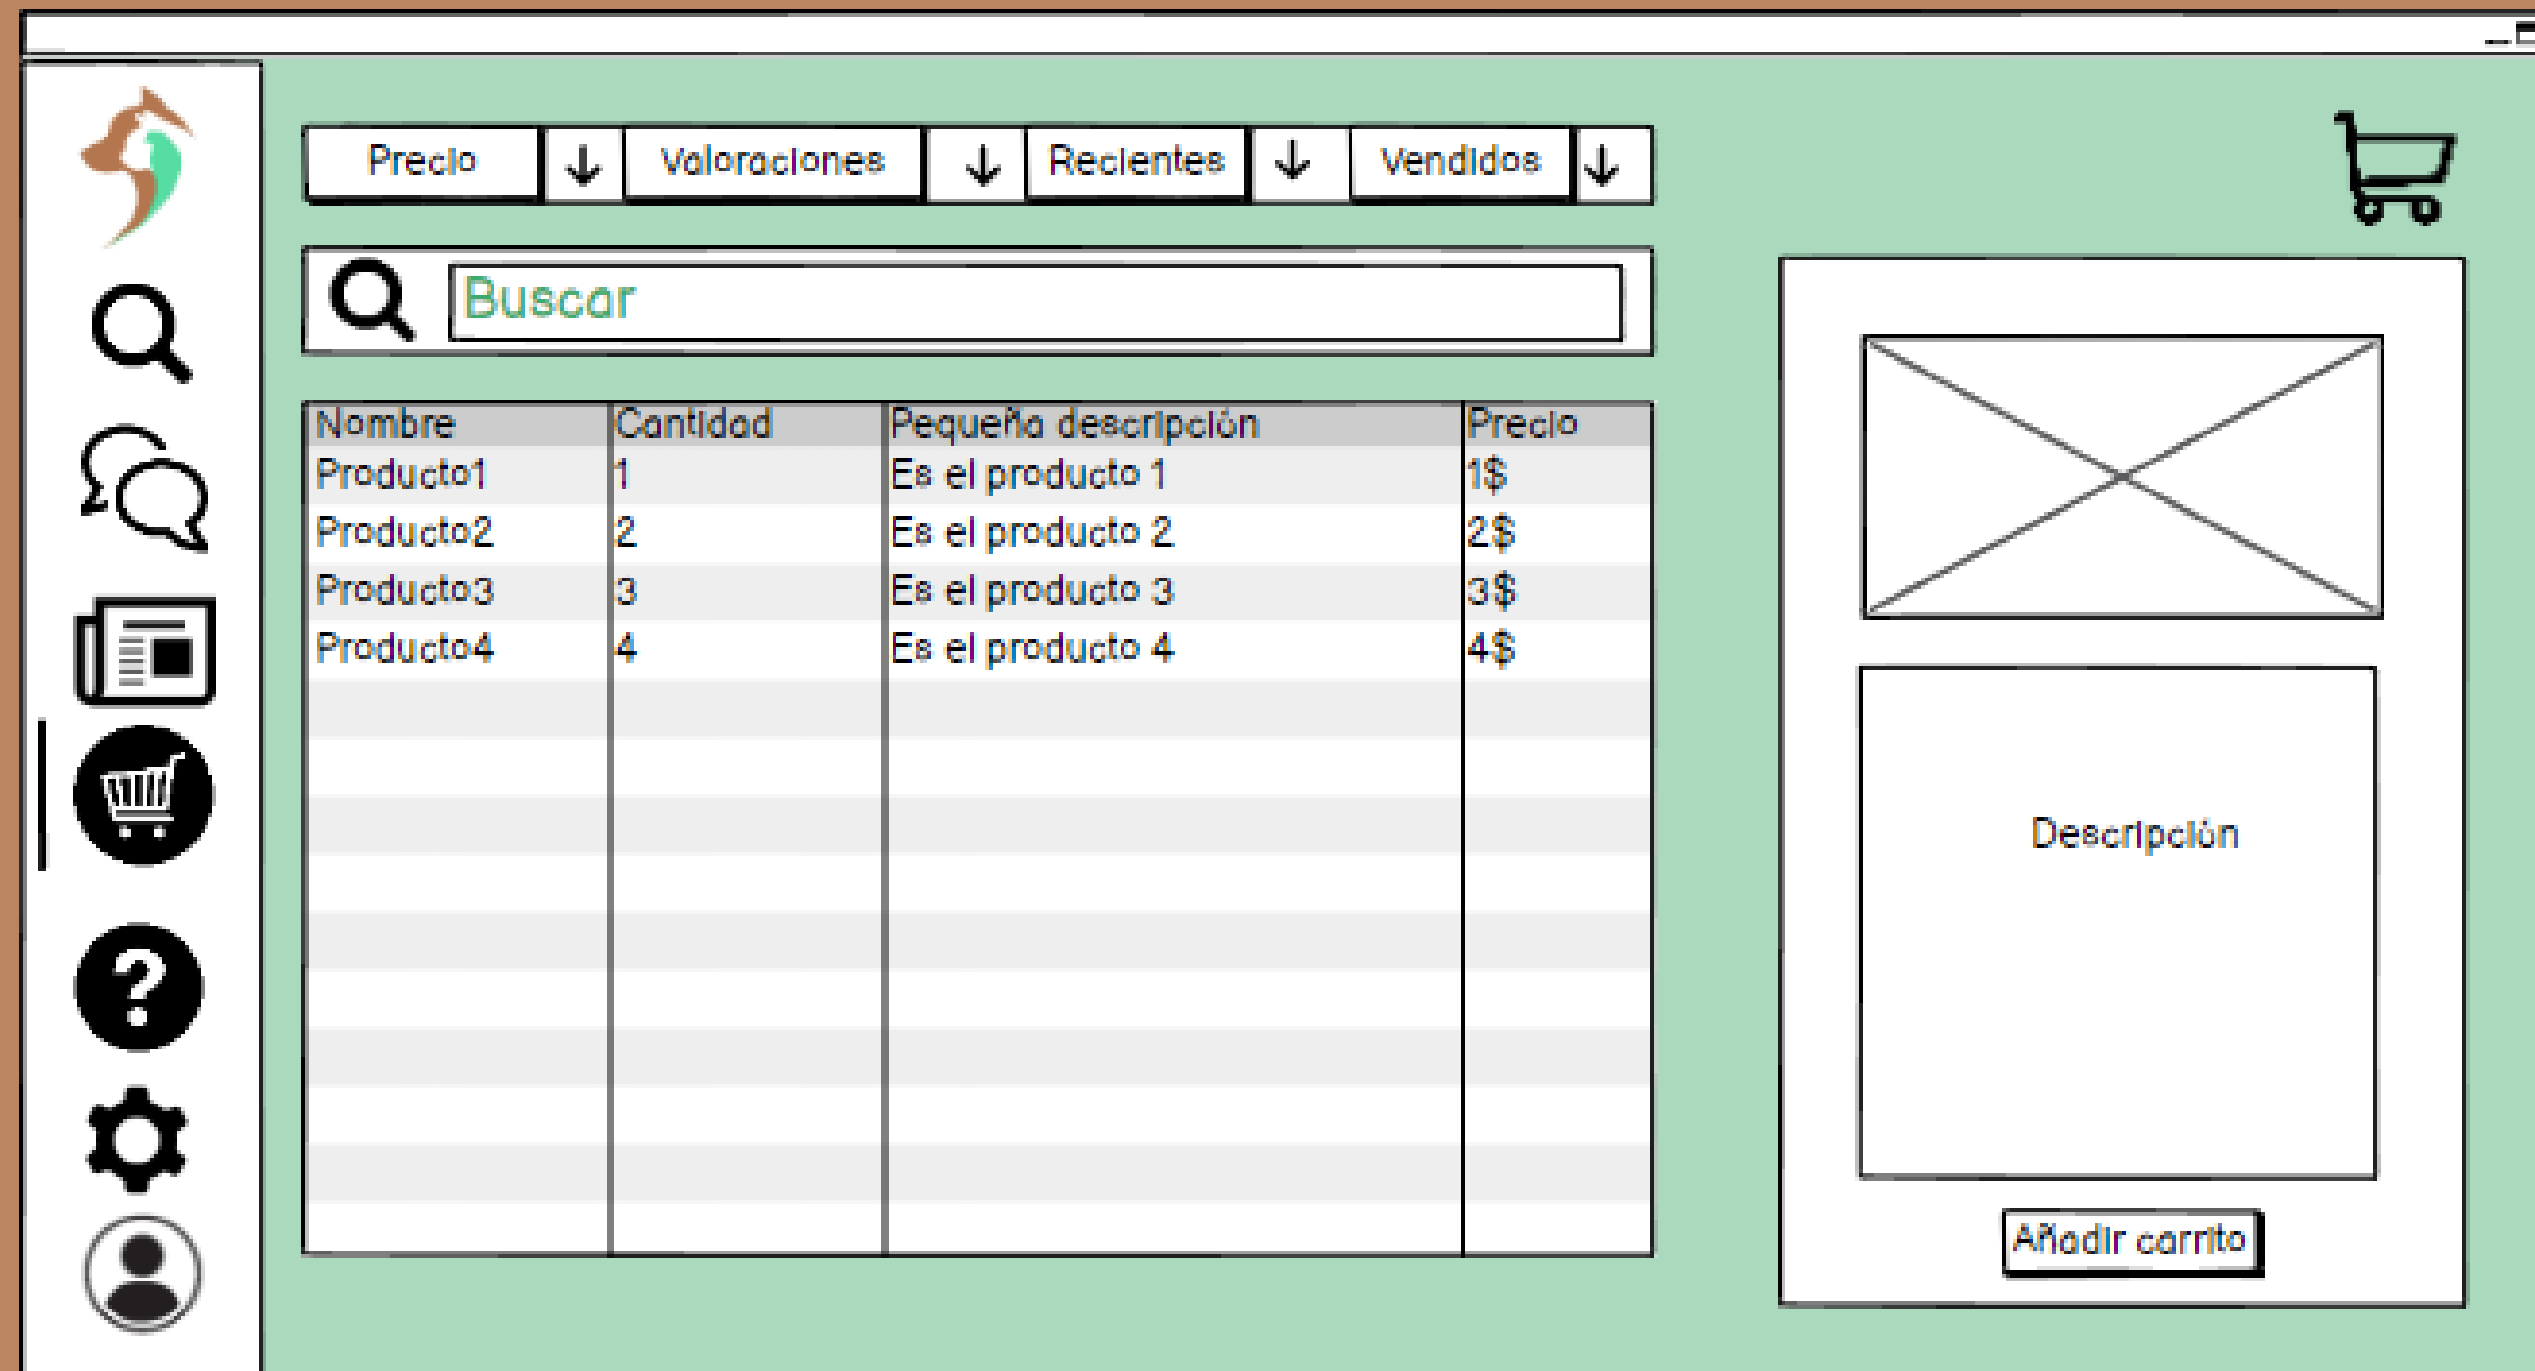 Precio Valoraciones Recientes Vendidos
Buscar
Nombre Cantidad Pequeña descripción Precio
Producto1 1 Es el producto 1 1$
Producto2 2 Es el producto 2 2$
Producto3 3 Es el producto 3 3$
Producto4 4 Es el producto 4 4$
Descripción
Añadir carrito